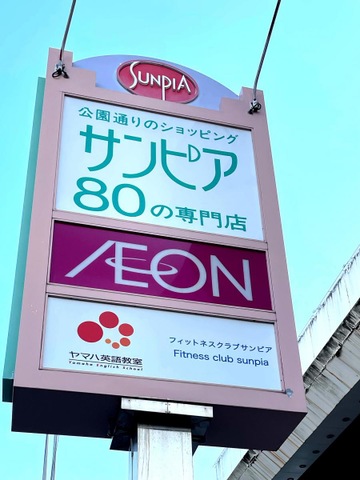 SUNPIA
公園通りのショッピング
サンピア
80の専門店
ÆON
ヤマハ英語教室
Yamaha English School
フィットネスクラブサンピア
Fitness club sunpia